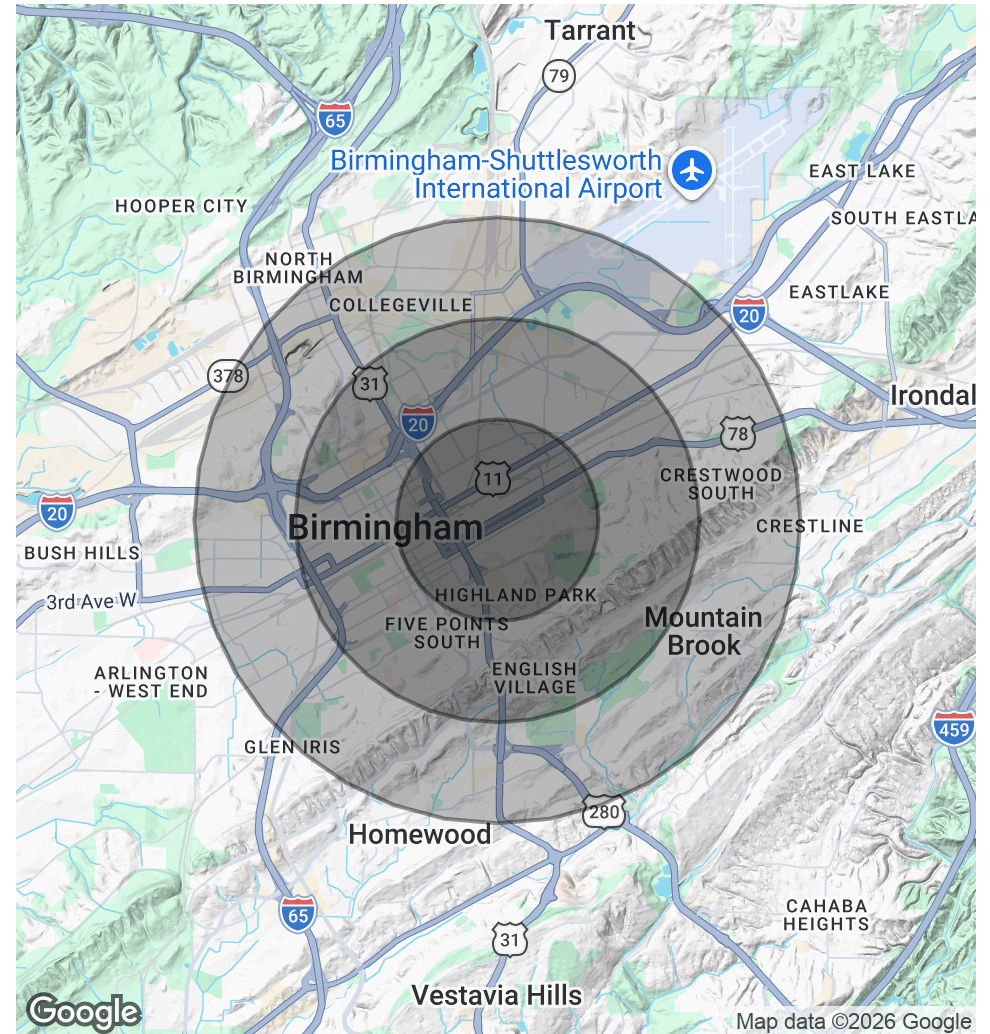 Tarrant
79
65
Birmingham-Shuttlesworth
International Airport
EAST LAKE
HOOPER CITY
SOUTH EASTLA
NORTH
BIRMINGHAM
COLLEGEVILLE
EASTLAKE
20
378
31
Irondal
20
78
11
CRESTWOOD
SOUTH
20
Birmingham
CRESTLINE
BUSH HILLS
3rd Ave W
HIGHLAND PARK
FIVE POINTS
SOUTH
Mountain
Brook
ARLINGTON
- WEST END
ENGLISH
VILLAGE
459
GLEN IRIS
280
Homewood
65
CAHABA
HEIGHTS
31
Vestavia Hills
Google
Map data ©2026 Google